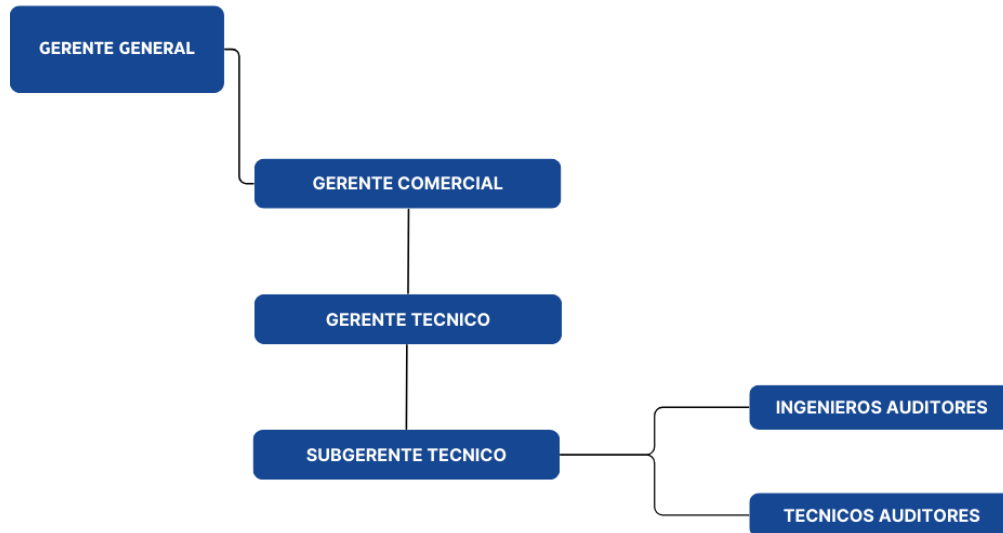 GERENTE GENERAL
GERENTE COMERCIAL
GERENTE TECNICO
SUBGERENTE TECNICO
INGENIEROS AUDITORES
TECNICOS AUDITORES